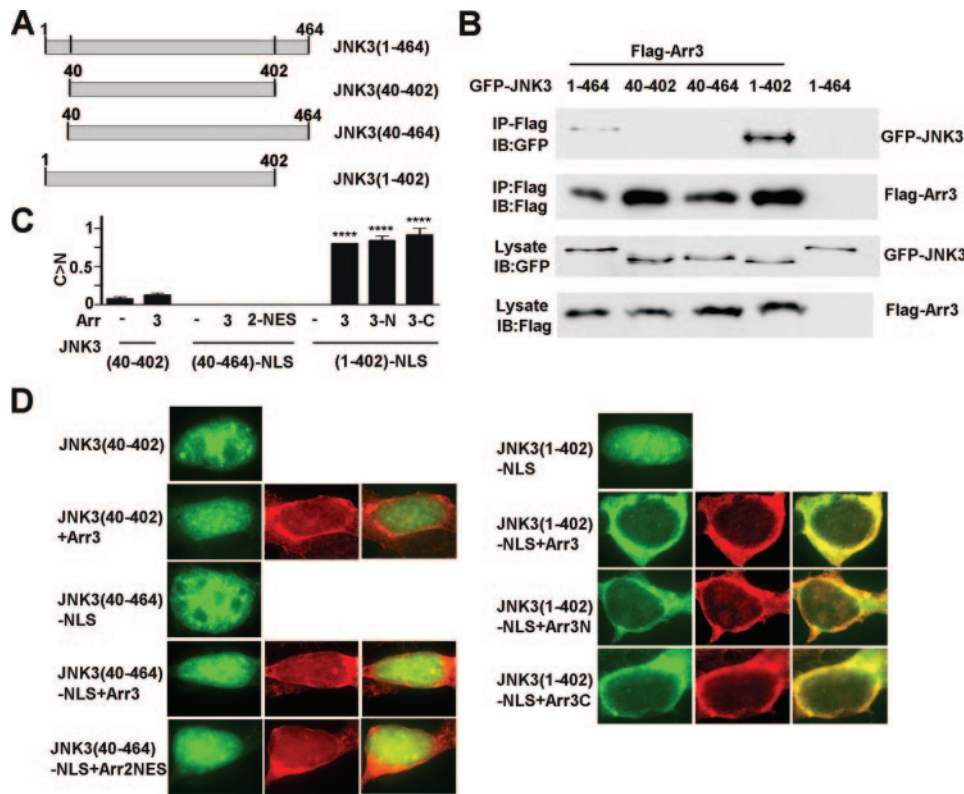 A
1
464
JNK3(1-464)
40
402
JNK3(40-402)
40
464
JNK3(40-464)
1
402
JNK3(1-402)
B
Flag-Arr3
GFP-JNK3 1-464 40-402 40-464 1-402 1-464
IP-Flag
IB:GFP
GFP-JNK3
IP:Flag
IB:Flag
Flag-Arr3
Lysate
IB:GFP
GFP-JNK3
Lysate
IB:Flag
Flag-Arr3
C
C>N
1
0.5
0
**** **** ****
Arr - 3 - 3 2-NES - 3 3-N 3-C
JNK3
(40-402) (40-464)-NLS (1-402)-NLS
D
JNK3(40-402)
JNK3(40-402)
+Arr3
JNK3(40-464)
-NLS
JNK3(40-464)
-NLS+Arr3
JNK3(40-464)
-NLS+Arr2NES
JNK3(1-402)
-NLS
JNK3(1-402)
-NLS+Arr3
JNK3(1-402)
-NLS+Arr3N
JNK3(1-402)
-NLS+Arr3C